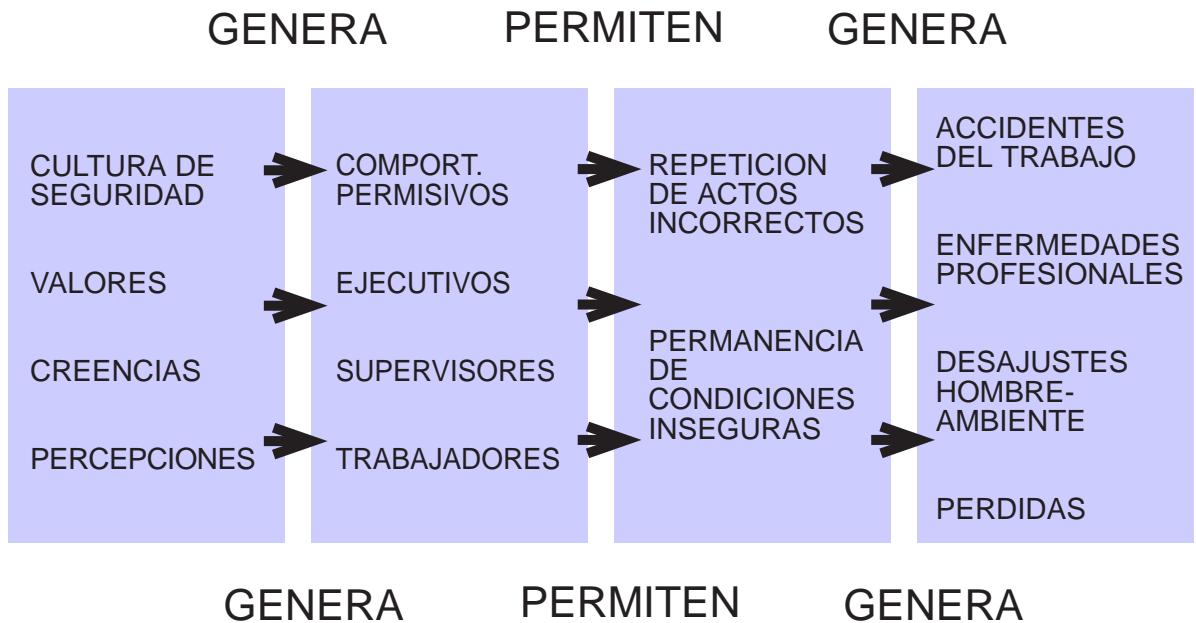 GENERA
PERMITEN
GENERA
CULTURA DE
SEGURIDAD
VALORES
CREENCIAS
PERCEPCIONES
COMPORT.
PERMISIVOS
EJECUTIVOS
SUPERVISORES
TRABAJADORES
REPETICION
DE ACTOS
INCORRECTOS
PERMANENCIA
DE
CONDICIONES
INSEGURAS
ACCIDENTES
DEL TRABAJO
ENFERMEDADES
PROFESIONALES
DESAJUSTES
HOMBRE-
AMBIENTE
PERDIDAS
GENERA
PERMITEN
GENERA